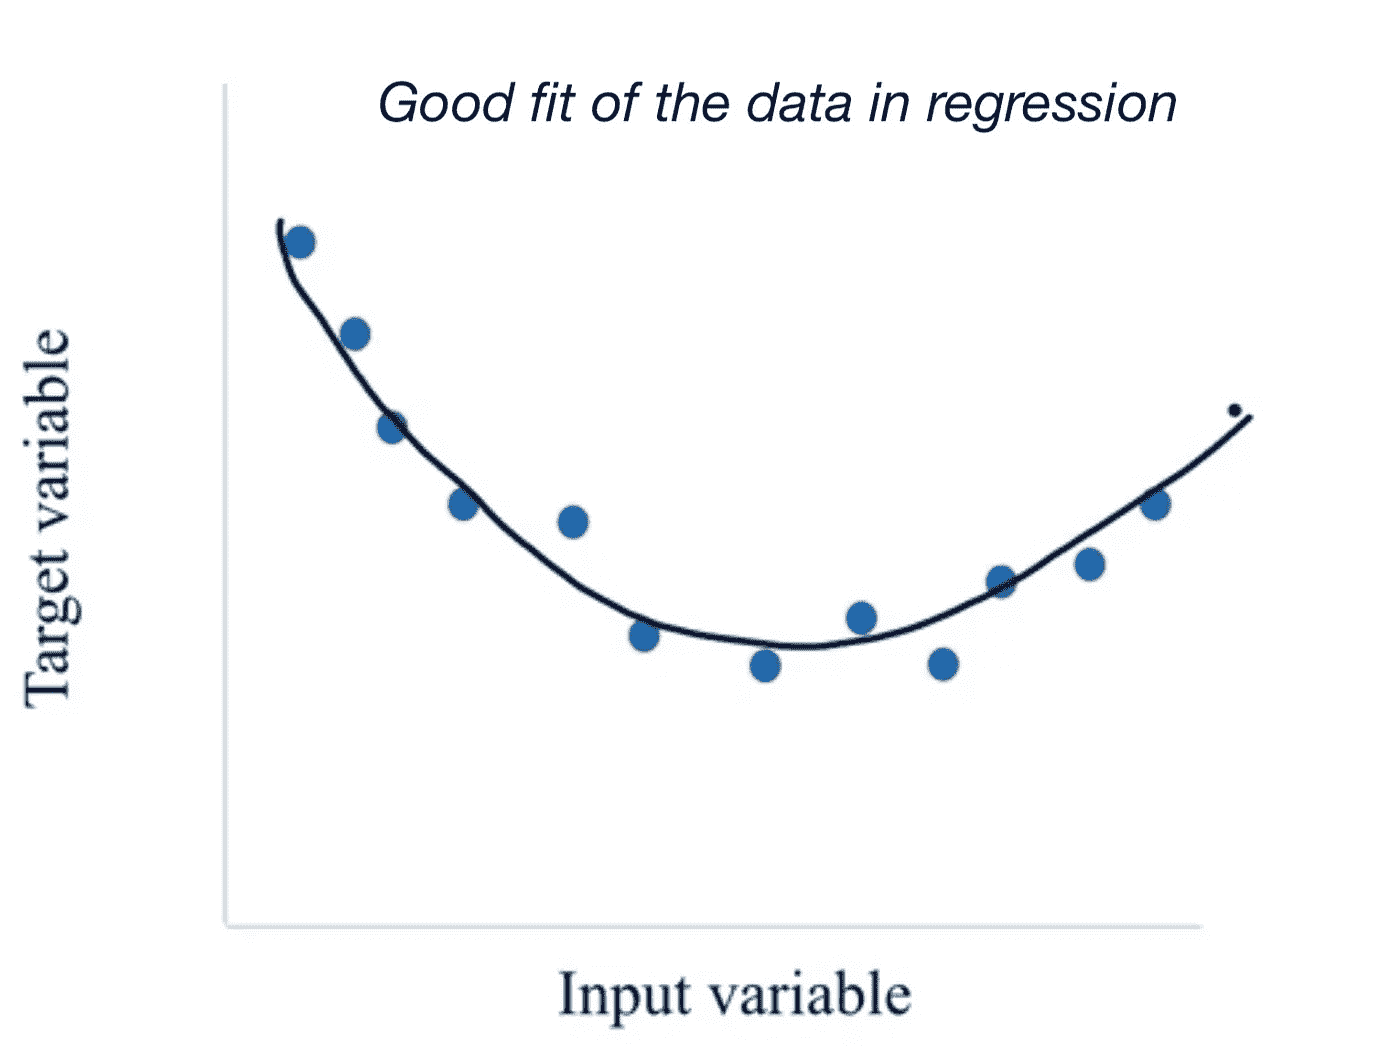 Good fit of the data in regression
Target variable
Input variable